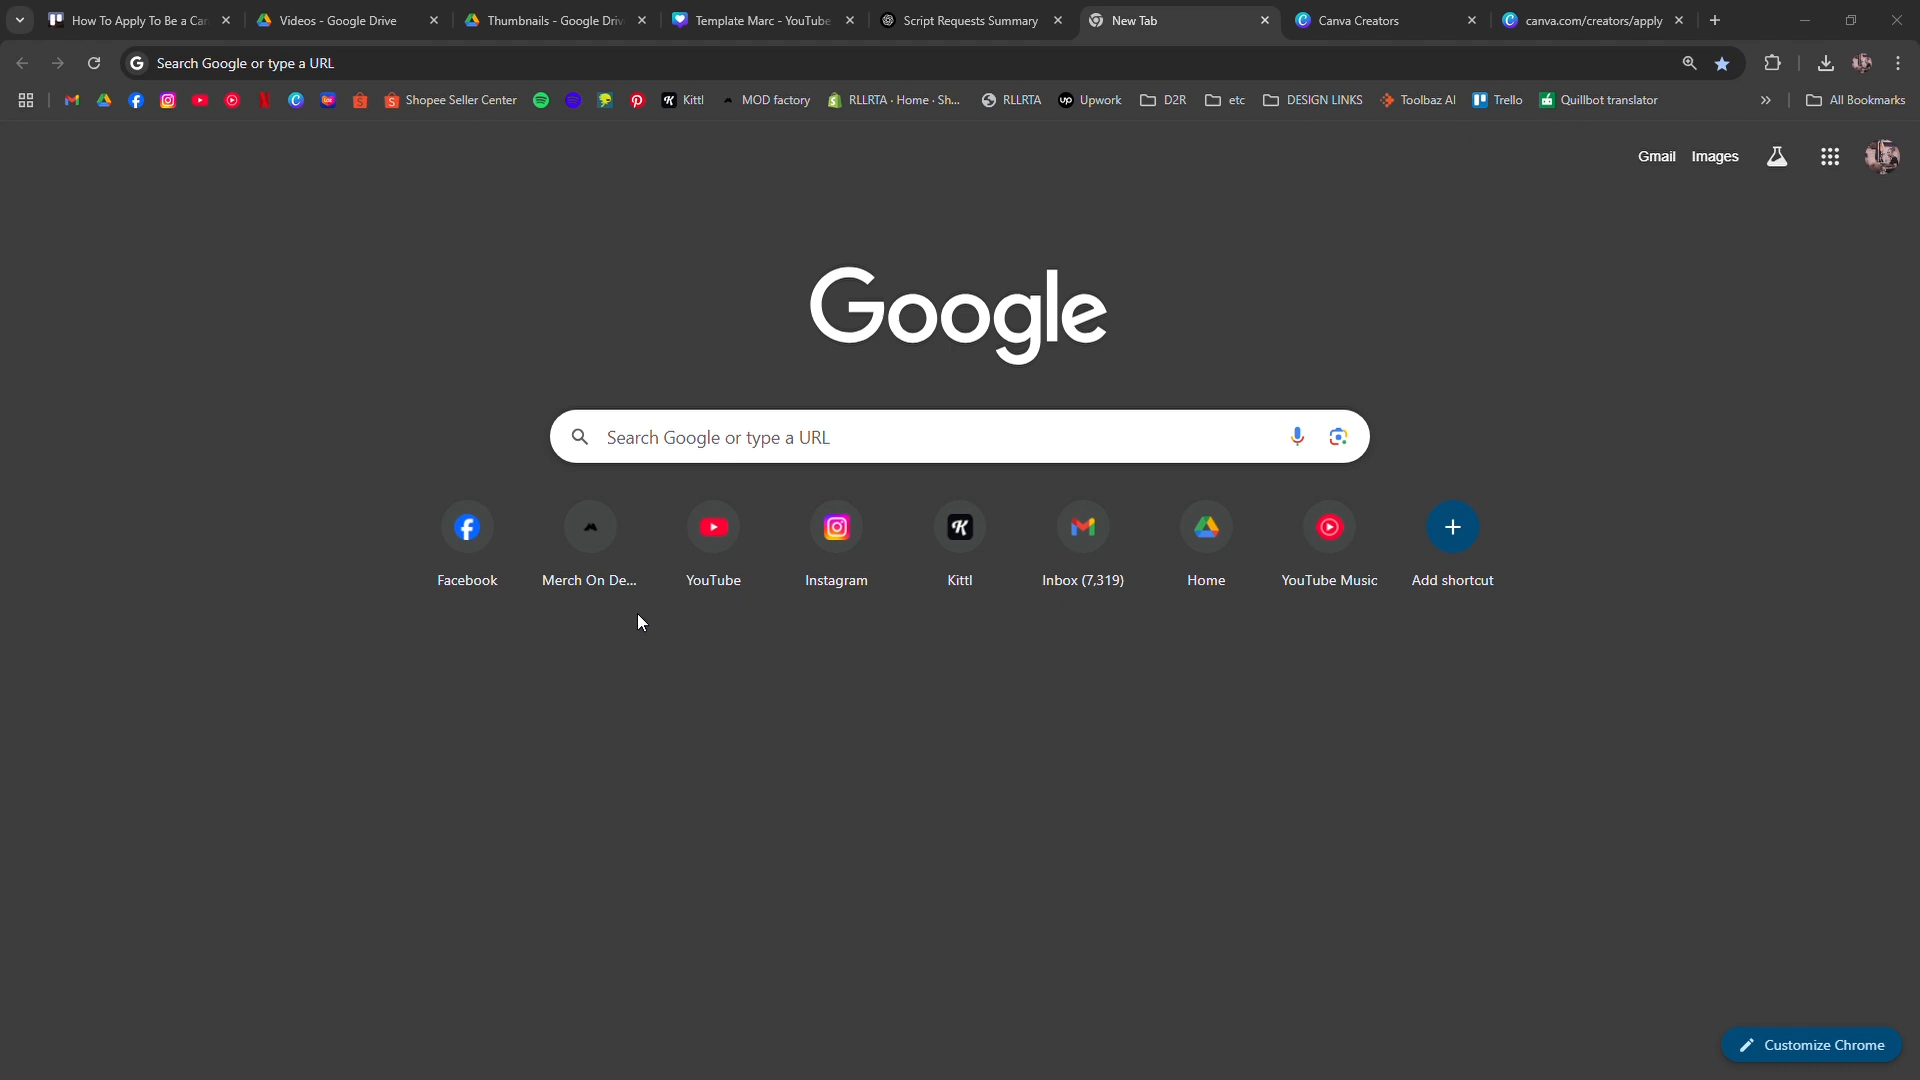 How To Apply To Be a Ca
Videos - Google Drive
Thumbnails - Google Dri
Template Marc - YouTube
Script Requests Summary
New Tab
Canva Creators
canva.com/creators/apply
Search Google or type a URL
Shopee Seller Center
Kittl
MOD factory
RLLRTA · Home · Sh...
RLLRTA
Upwork
D2R
etc
DESIGN LINKS
Toolbaz AI
Trello
Quillbot translator
All Bookmarks
Gmail
Images
Google
Search Google or type a URL
Facebook
Merch On De...
YouTube
Instagram
Kittl
Inbox (7,319)
Home
YouTube Music
Add shortcut
Customize Chrome